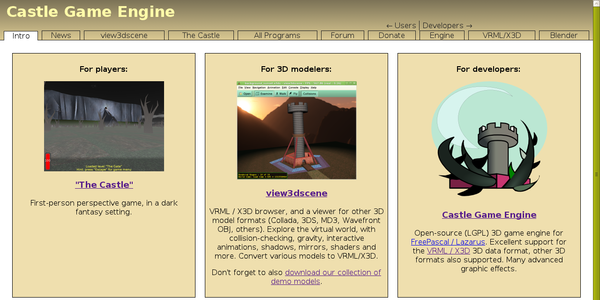 Castle Game Engine
← Users | Developers →
Intro News view3dscene The Castle All Programs Forum Donate Engine VRML/X3D Blender
For players:
"The Castle"
First-person perspective game, in a dark
fantasy setting.
For 3D modelers:
view3dscene
VRML / X3D browser, and a viewer for other 3D
model formats (Collada, 3DS, MD3, Wavefront
OBJ, others). Explore the virtual world, with
collision-checking, gravity, interactive
animations, shadows, mirrors, shaders and
more. Convert various models to VRML/X3D.
Don't forget to also download our collection of
demo models.
For developers:
Castle Game Engine
Open-source (LGPL) 3D game engine for
FreePascal / Lazarus. Excellent support for
the VRML / X3D 3D data format, other 3D
formats also supported. Many advanced
graphic effects.